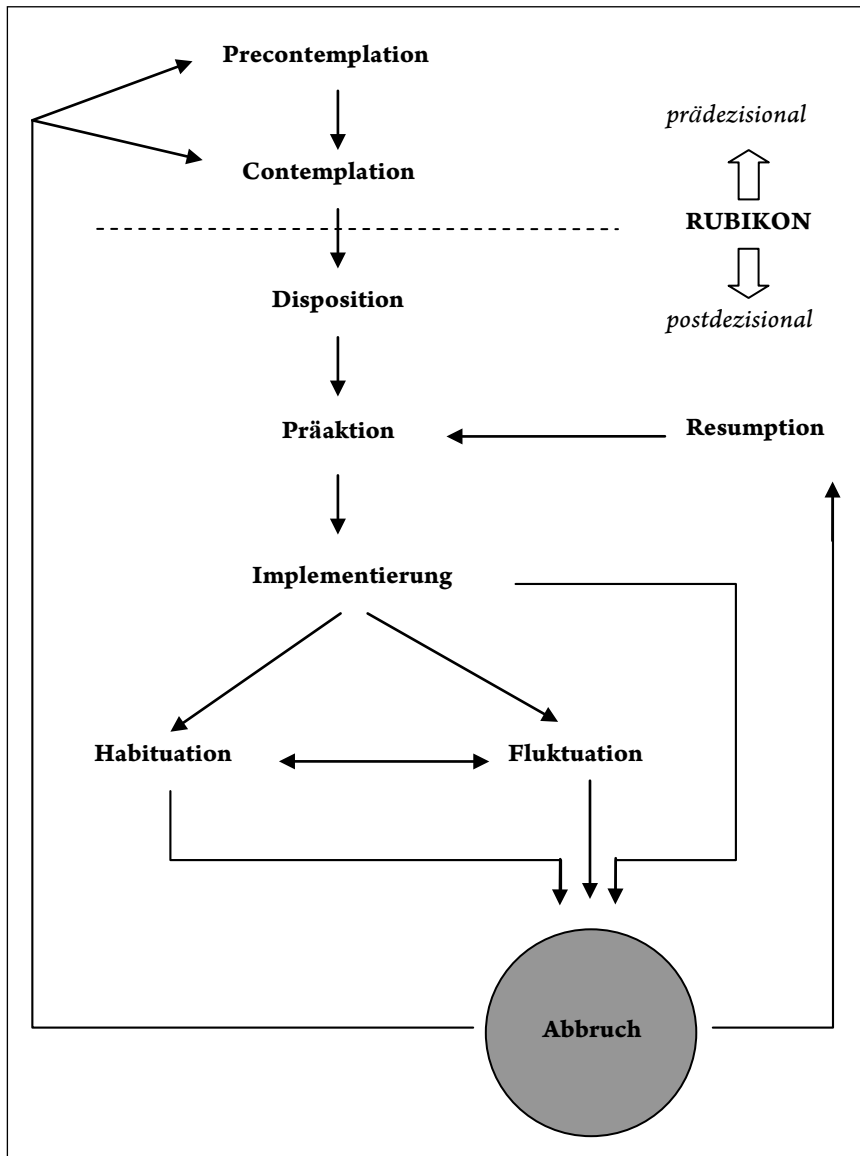 Precontemplation
prädezisional
Contemplation
RUBIKON
Disposition
postdezisional
Präaktion
Resumption
Implementierung
Habituation
Fluktuation
Abbruch